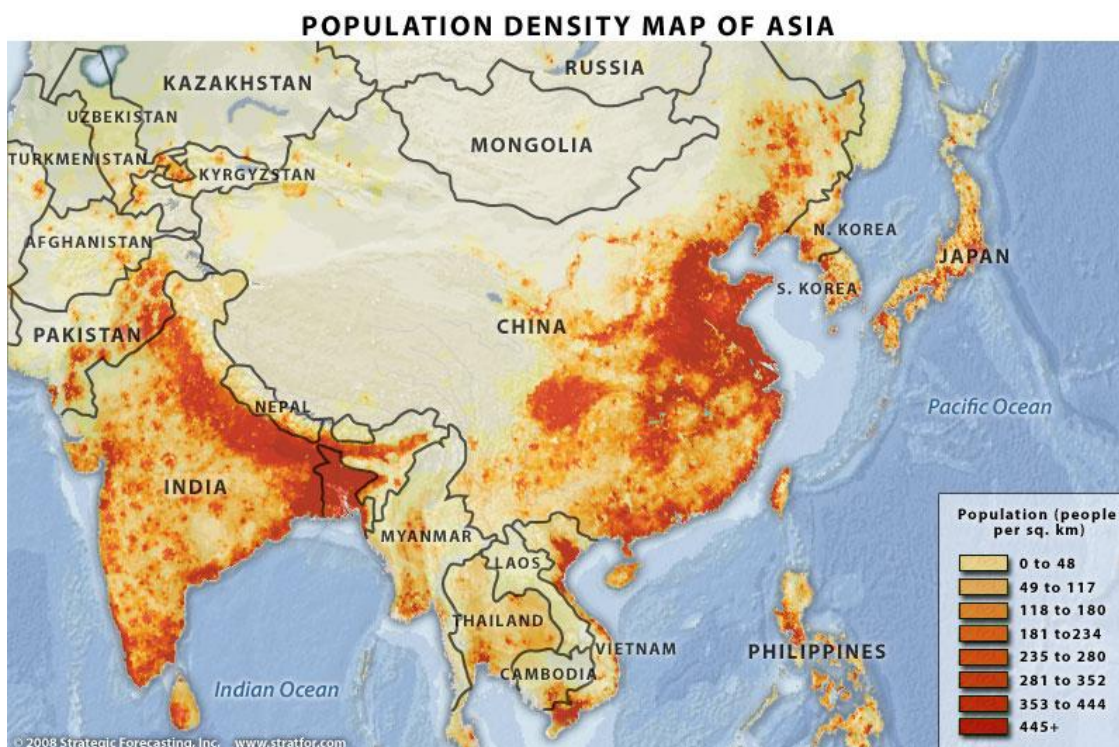 POPULATION DENSITY MAP OF ASIA
RUSSIA
KAZAKHSTAN
UZBEKISTAN
MONGOLIA
TURKMENISTAN
KYRGYZSTAN
N. KOREA
AFGHANISTAN
JAPAN
S. KOREA
CHINA
PAKISTAN
NEPAL
Pacific Ocean
INDIA
MYANMAR
LAOS
THAILAND
VIETNAM
PHILIPPINES
CAMBODIA
Indian Ocean
Population (people
per sq. km)
0 to 48
49 to 117
118 to 180
181 to234
235 to 280
281 to 352
353 to 444
445+
© 2008 Strategic Forecasting, Inc. www.stratfor.com